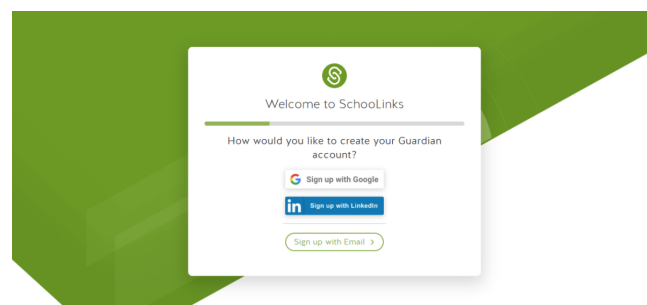 Welcome to SchooLinks
How would you like to create your Guardian
account?
Sign up with Google
in Sign up with LinkedIn
Sign up with Email >